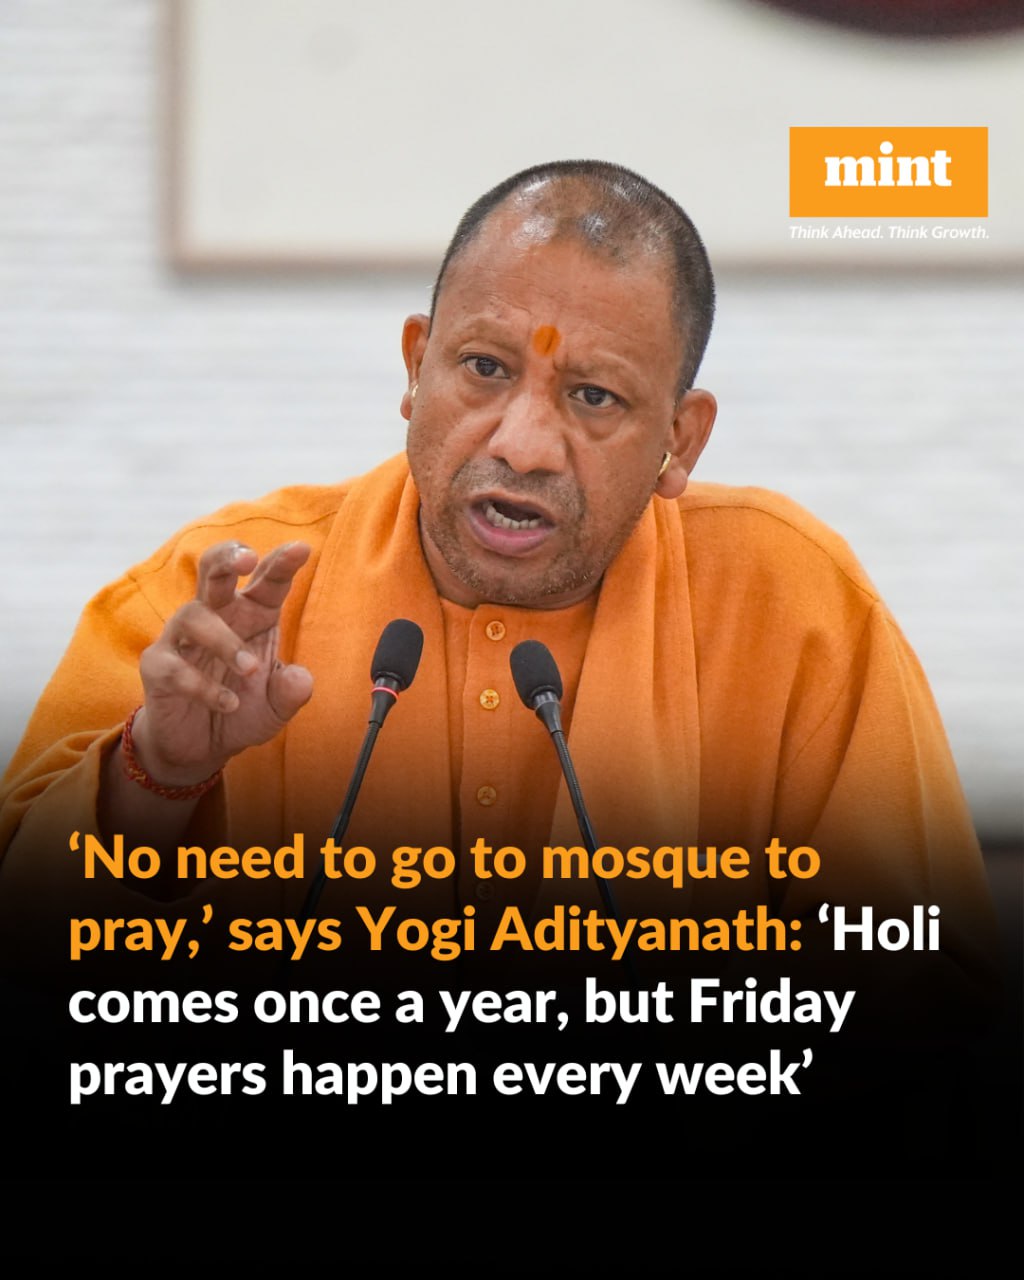 mint
Think Ahead. Think Growth.
‘No need to go to mosque to
pray,’ says Yogi Adityanath: ‘Holi
comes once a year, but Friday
prayers happen every week’